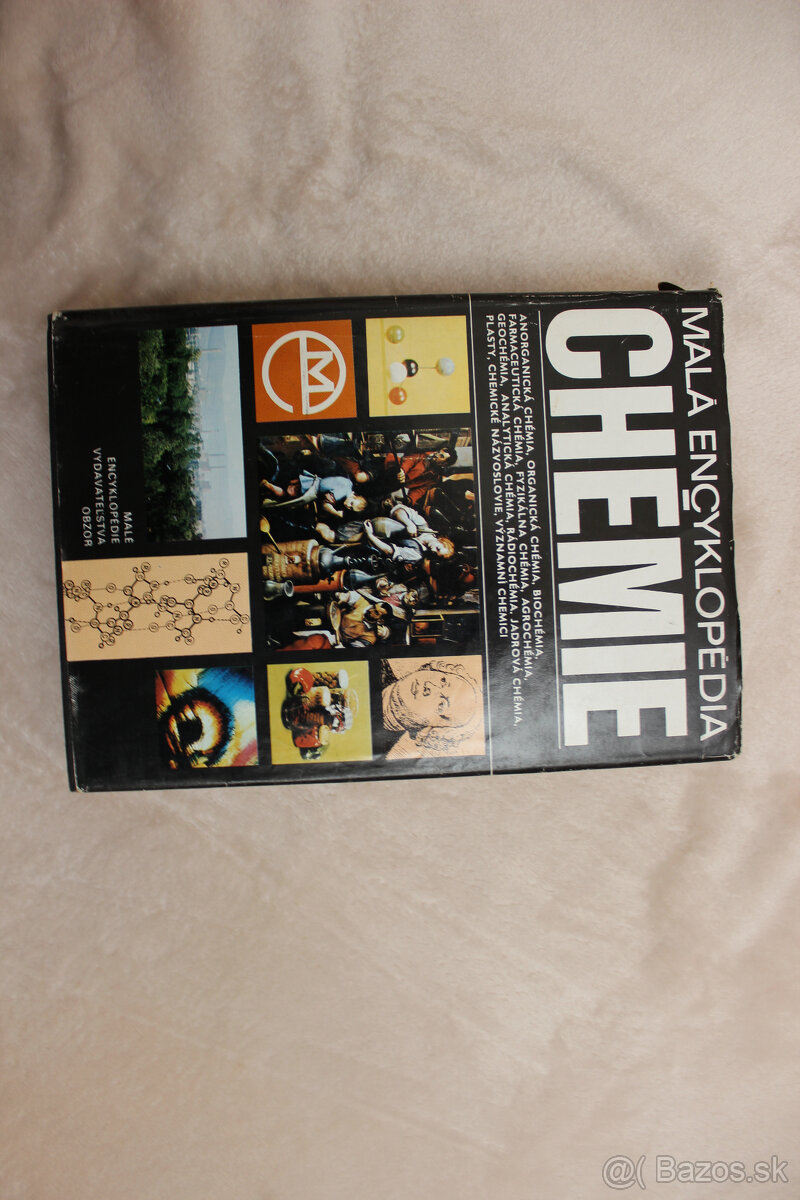 MALÁ ENCYKLOPÉDIA
CHÉMIE
ANORGANICKÁ CHÉMIA, ORGANICKÁ CHÉMIA, BIOCHÉMIA,
FARMACEUTICKÁ CHÉMIA, FYZIKÁLNA CHÉMIA, AGROCHÉMIA,
GEOCHÉMIA, ANALYTICKÁ CHÉMIA, RÁDIOCHÉMIA, JADROVÁ CHÉMIA,
PLASTY, CHEMICKÉ NÁZVOSLOVIE, VÝZNAMNÍ CHEMICI
MALÉ
ENCYKLOPÉDIE
VYDAVATEĽSTVA
OBZOR
@( Bazos.sk